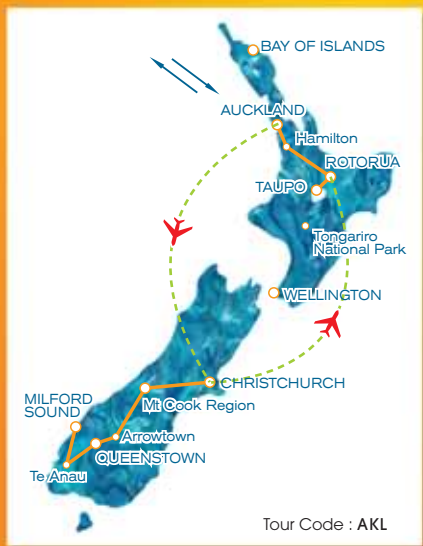 BAY OF ISLANDS
AUCKLAND
Hamilton
ROTORUA
TAUPO
Tongariro
National Park
WELLINGTON
CHRISTCHURCH
Mt Cook Region
MILFORD
SOUND
Arrowtown
QUEENSTOWN
Te Anau
Tour Code : AKL